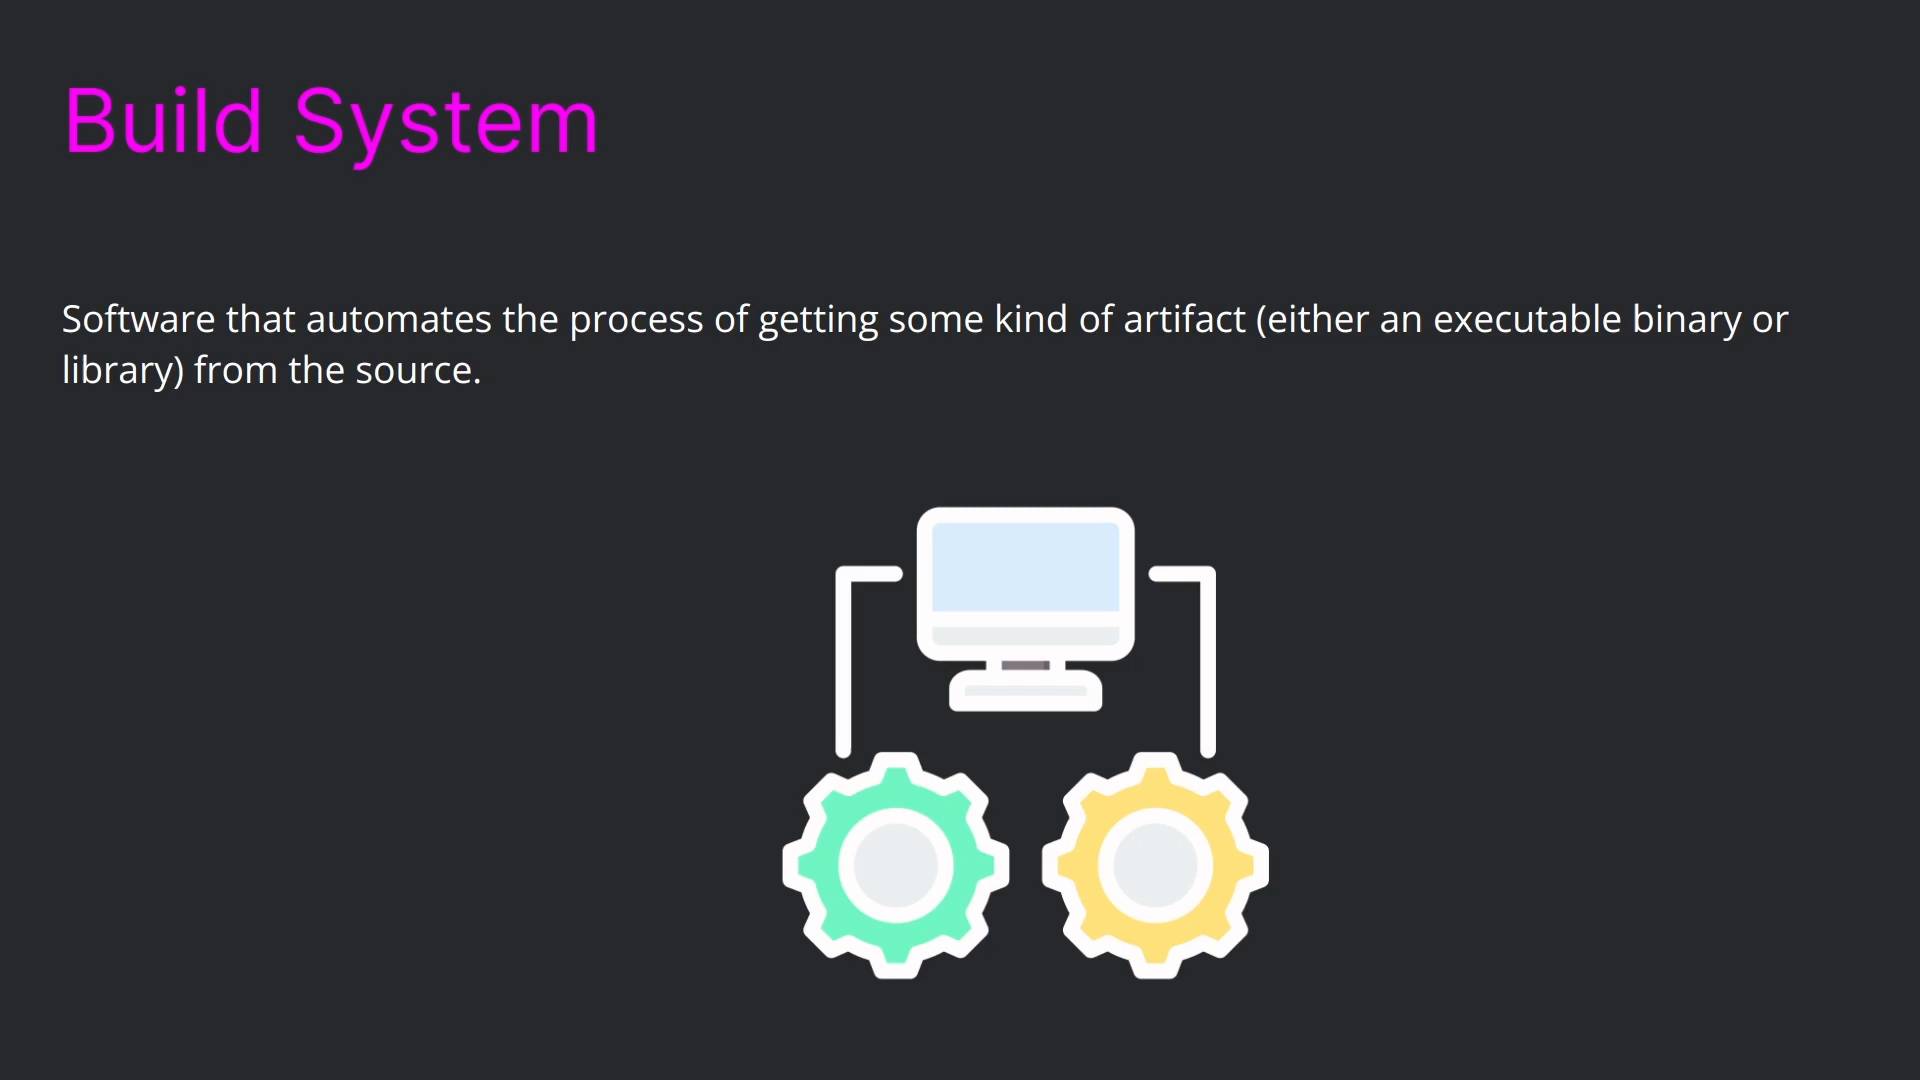 Build System
Software that automates the process of getting some kind of artifact (either an executable binary or
library) from the source.